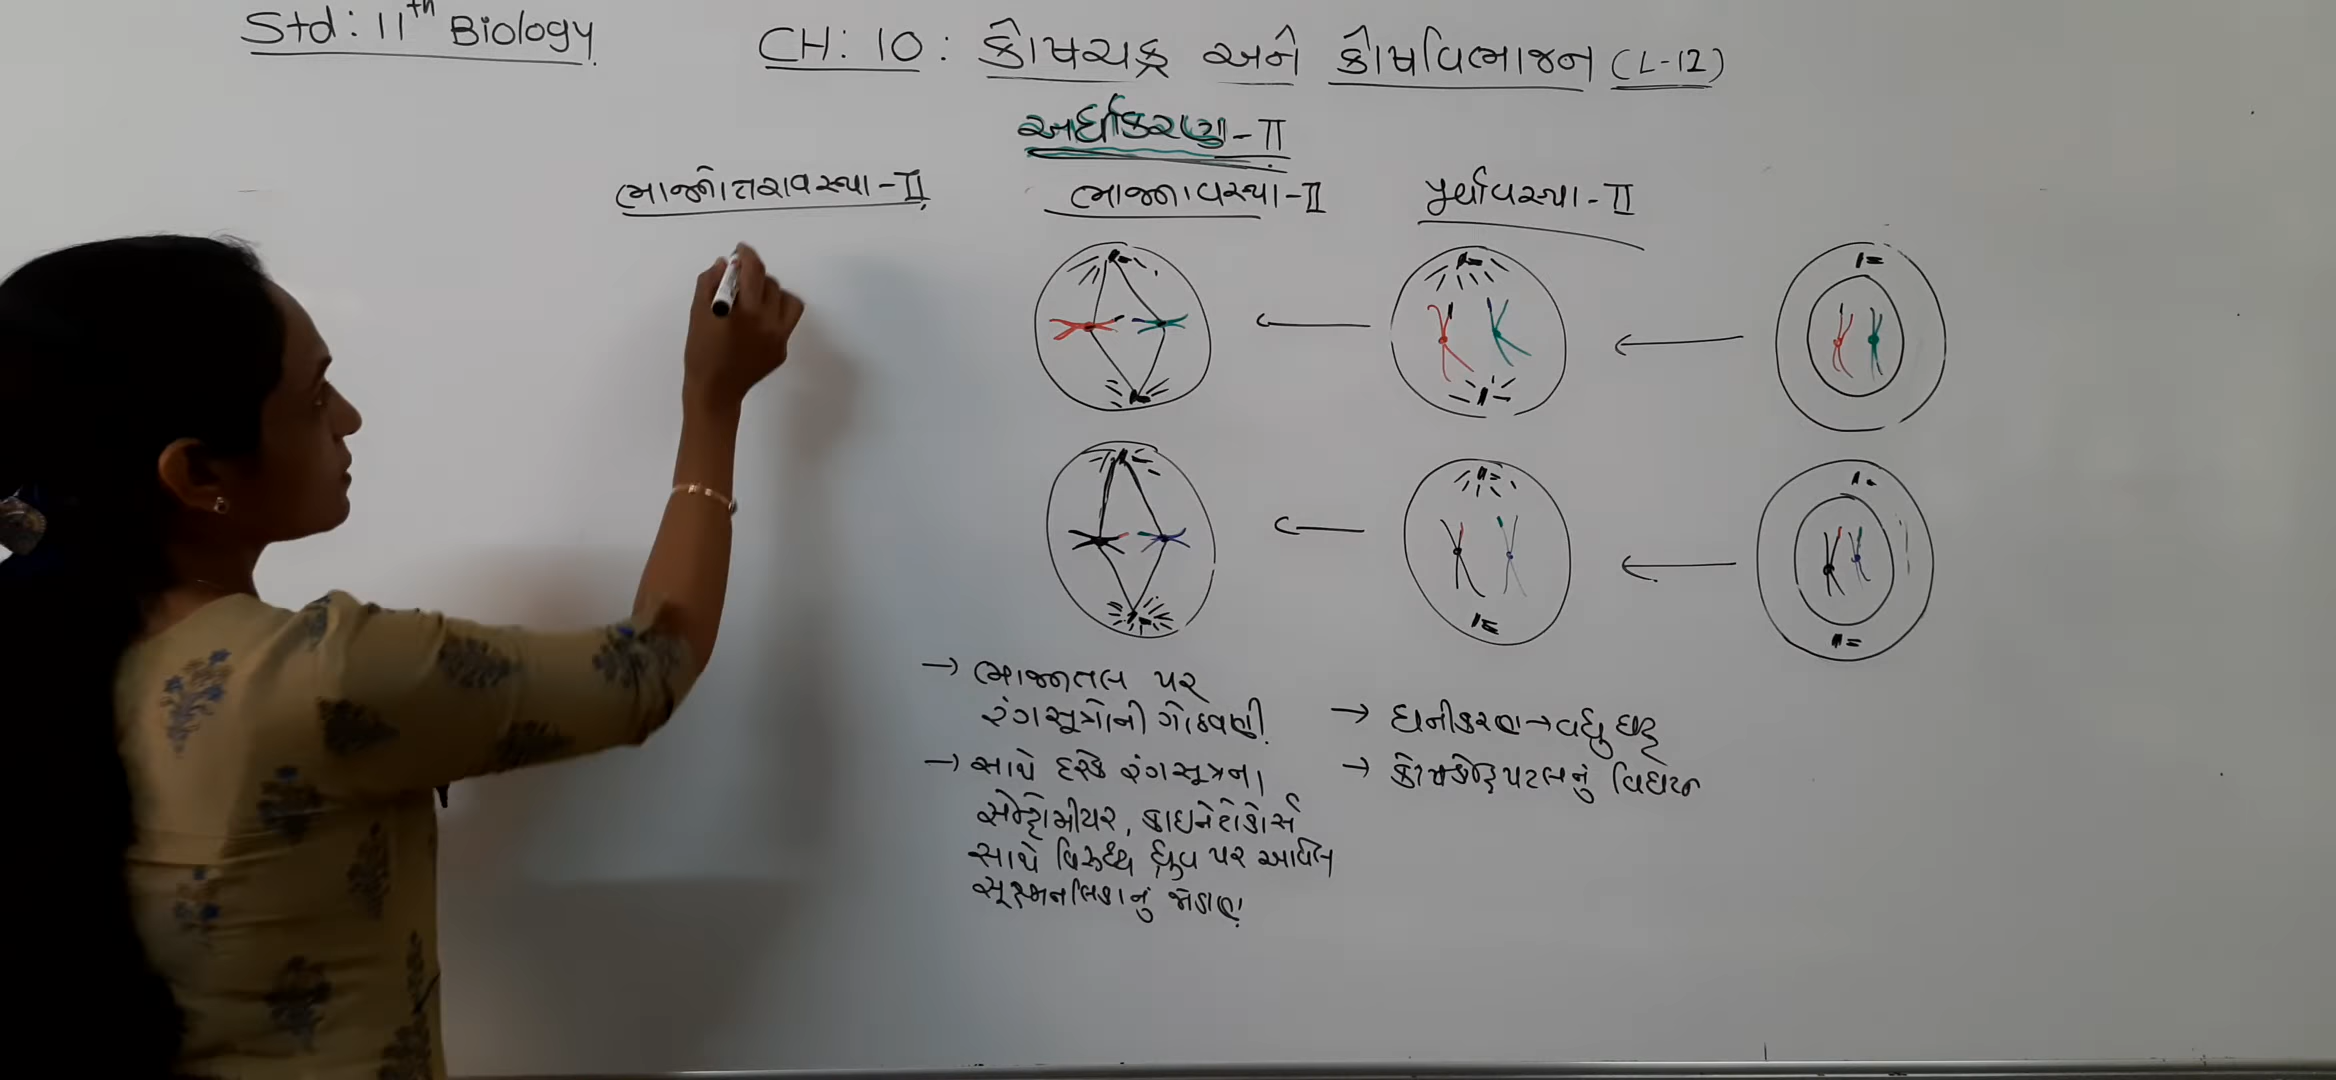 Std: 11th Biology
CH: 10: કોષચક્ર અને કોષવિભાજન (L-12)
અર્ધીકરણ-II
ભાજનોત્તરાવસ્થા-II
ભાજનાવસ્થા-II
પૂર્વાવસ્થા-II
→ ભાજનતલ પર
રંગસૂત્રોની ગોઠવણી.
→ સાથે દરેક રંગસૂત્રના
સેન્ટ્રોમીયર, કાઇનેટોકોર્સ
સાથે વિરુધ્ધ ધ્રુવ પર આવેલ
સૂક્ષ્મનલિકાનું જોડાણ.
→ ઘનીકરણ → વધુ ઘટ્ટ
→ કોષકેન્દ્રપટલનું વિઘટન